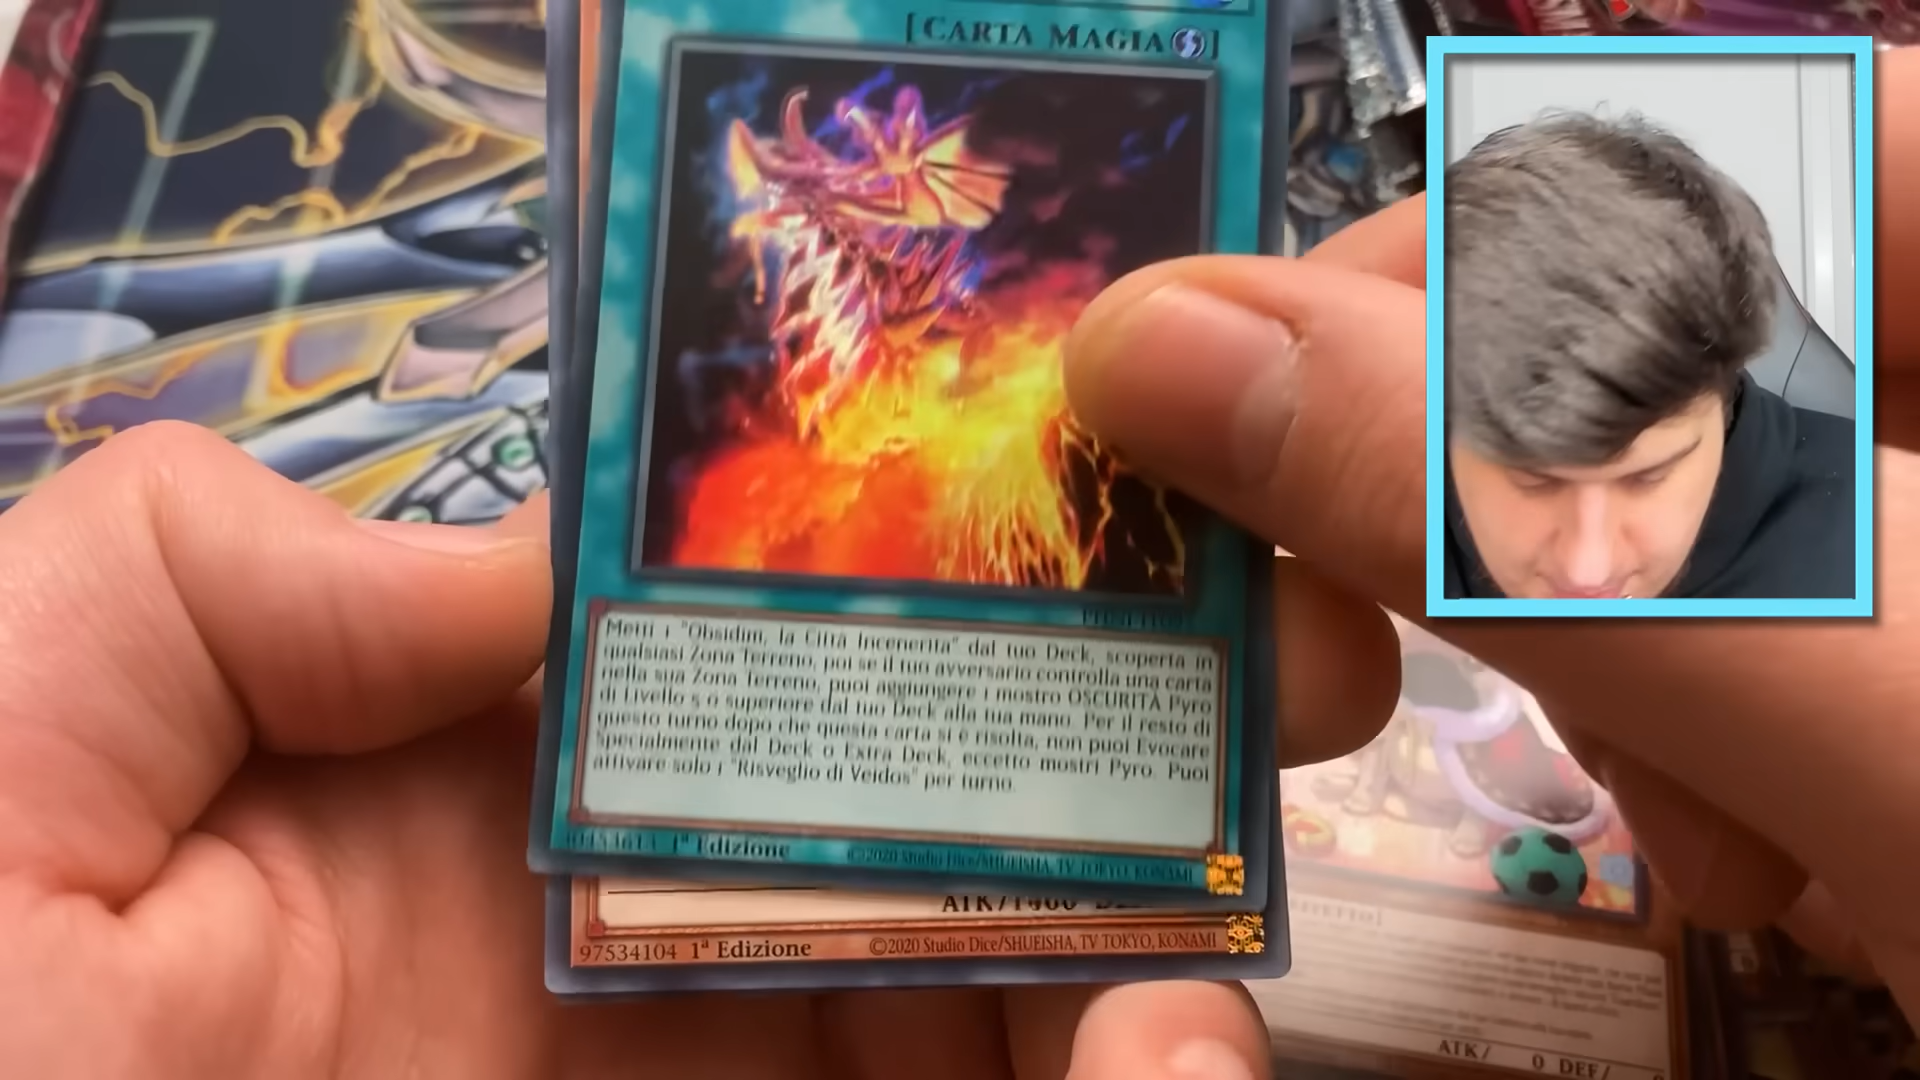 [CARTA MAGIA]
Metti 1 "Obsidim, la Città Incenerita" dal tuo Deck, scoperta in
qualsiasi Zona Terreno, poi se il tuo avversario controlla una carta
nella sua Zona Terreno, puoi aggiungere 1 mostro OSCURITÀ Pyro
di Livello 5 o superiore dal tuo Deck alla tua mano. Per il resto di
questo turno dopo che questa carta si è risolta, non puoi Evocare
Specialmente dal Deck o Extra Deck, eccetto mostri Pyro. Puoi
attivare solo 1 "Risveglio di Veidos" per turno.
1ª Edizione ©2020 Studio Dice/SHUEISHA, TV TOKYO, KONAMI
ATK/1900
97534104 1ª Edizione ©2020 Studio Dice/SHUEISHA, TV TOKYO, KONAMI
ATK/ 0 DEF/